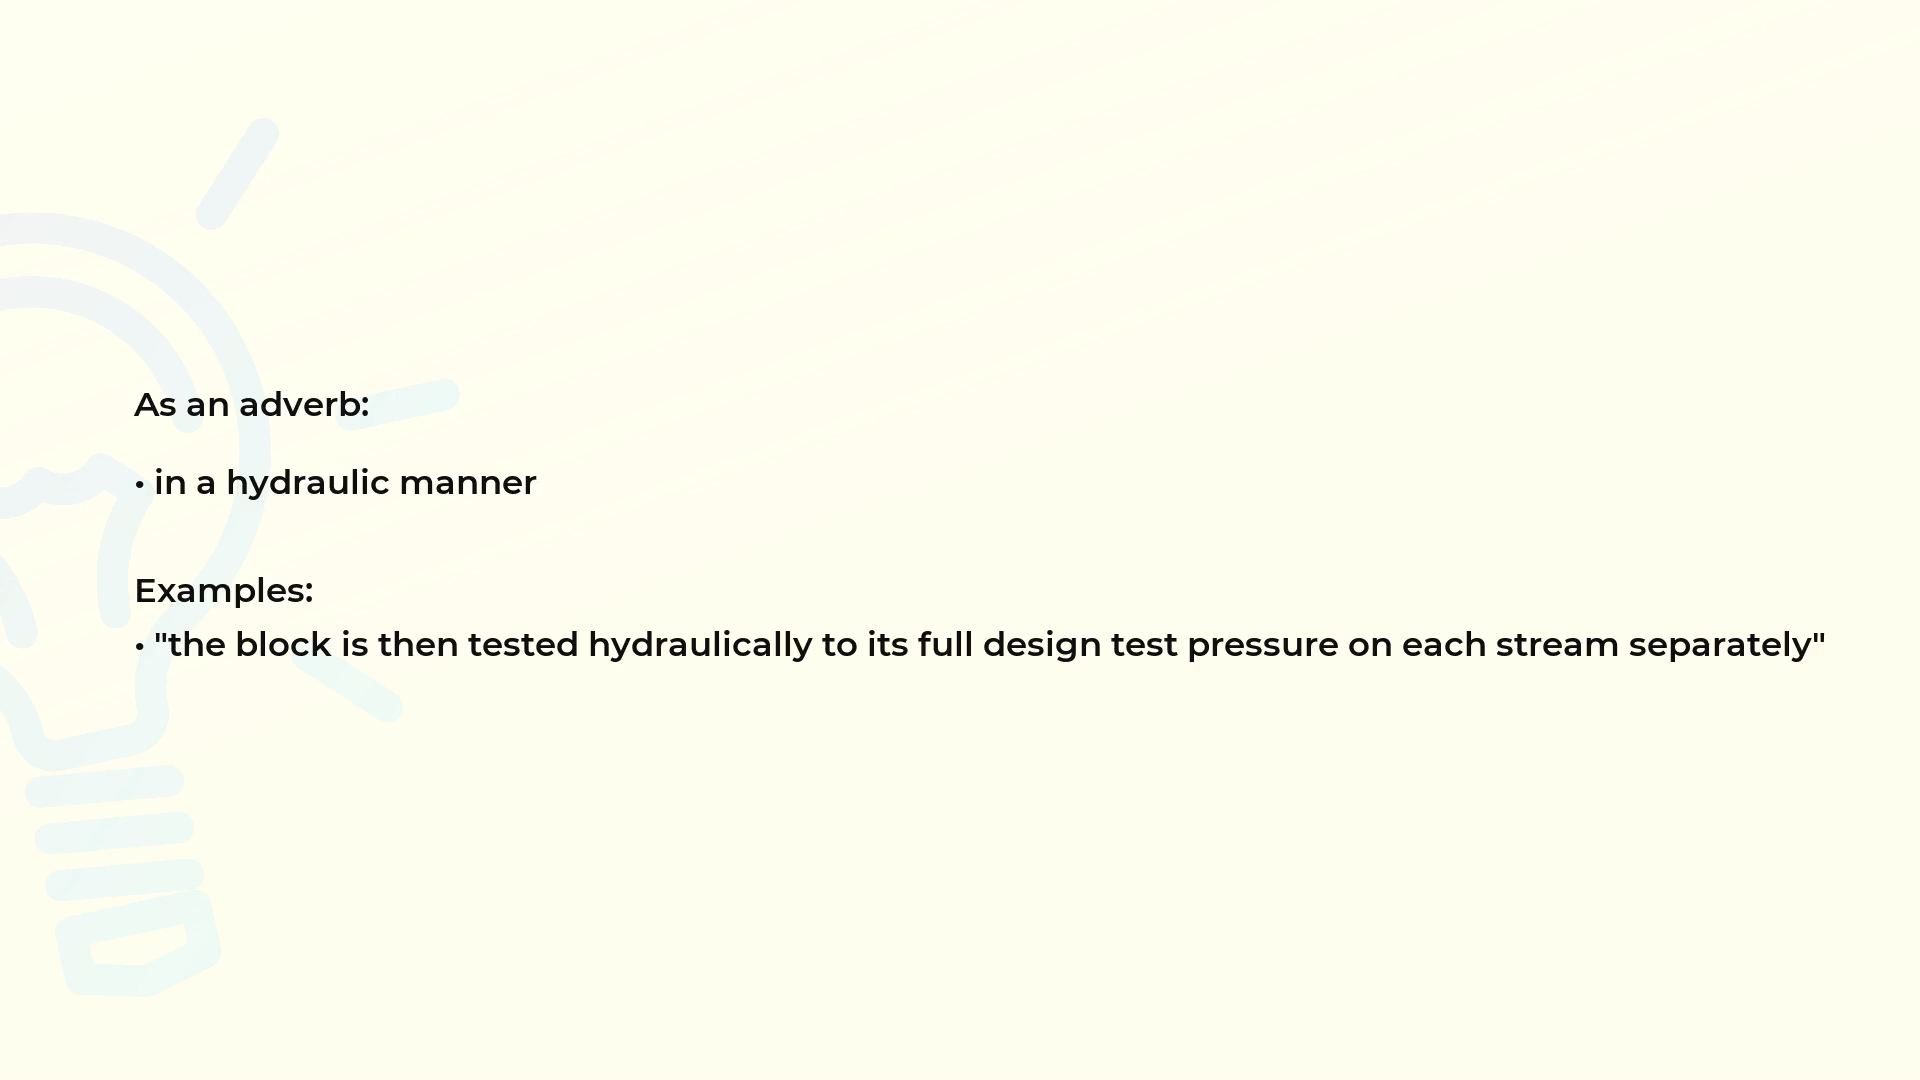 As an adverb:
• in a hydraulic manner
Examples:
• "the block is then tested hydraulically to its full design test pressure on each stream separately"